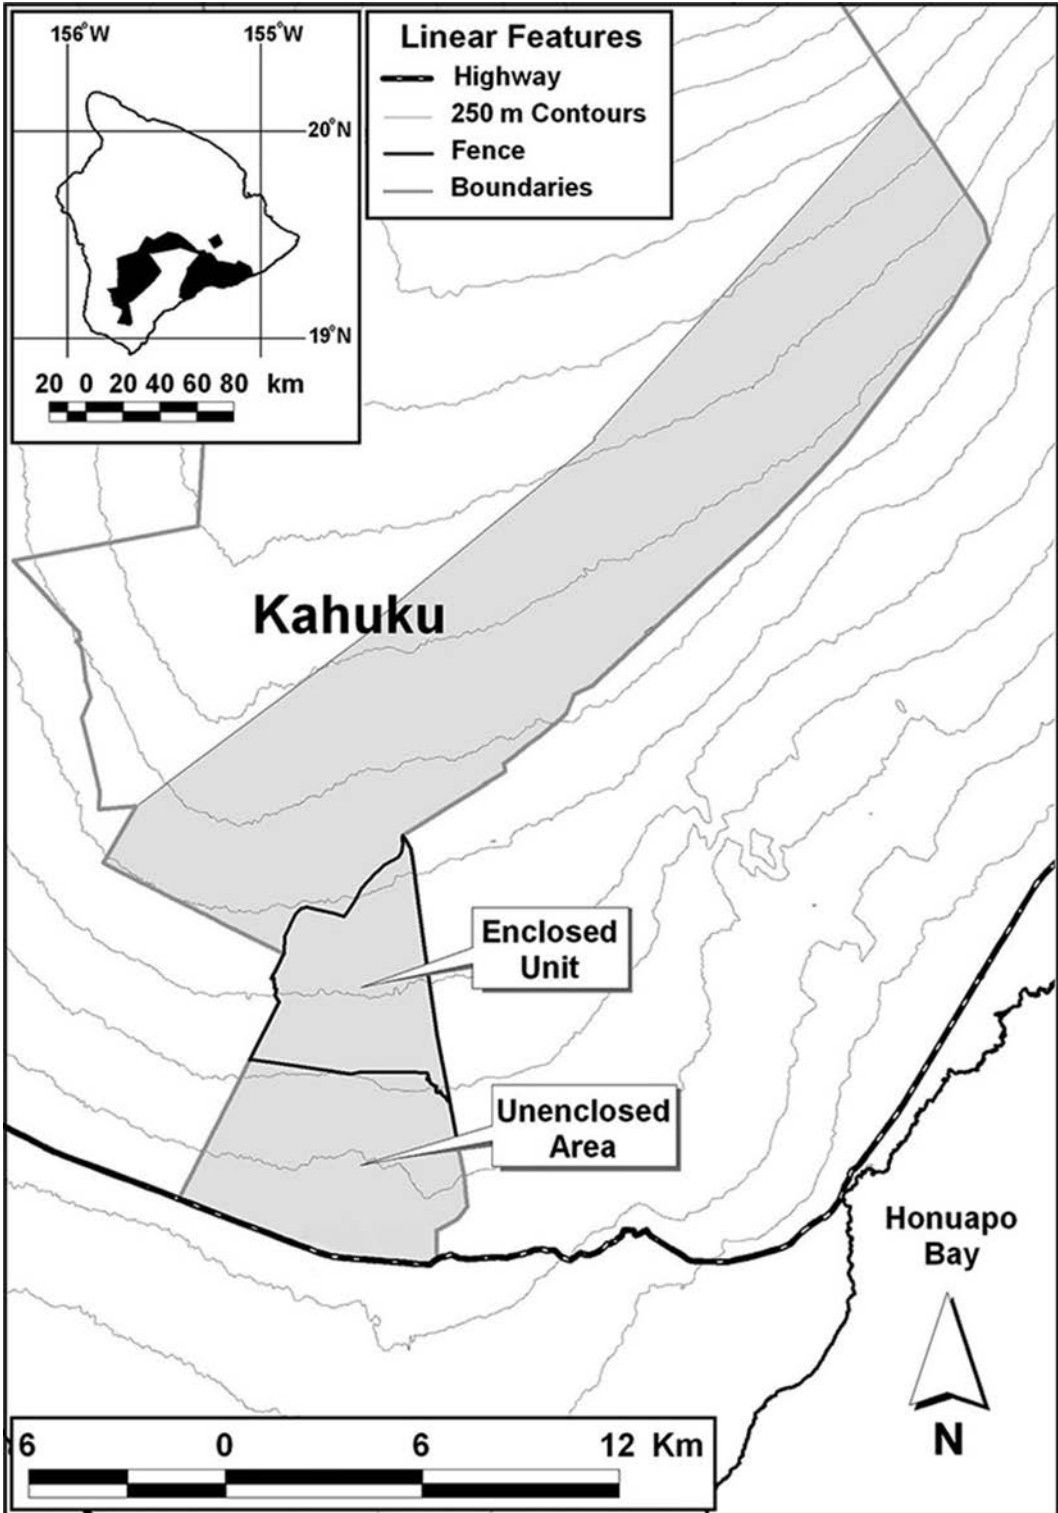 156°W 155°W
20°N
19°N
20 0 20 40 60 80 km
Linear Features
Highway
250 m Contours
Fence
Boundaries
Kahuku
Enclosed
Unit
Unenclosed
Area
Honuapo
Bay
N
6 0 6 12 Km